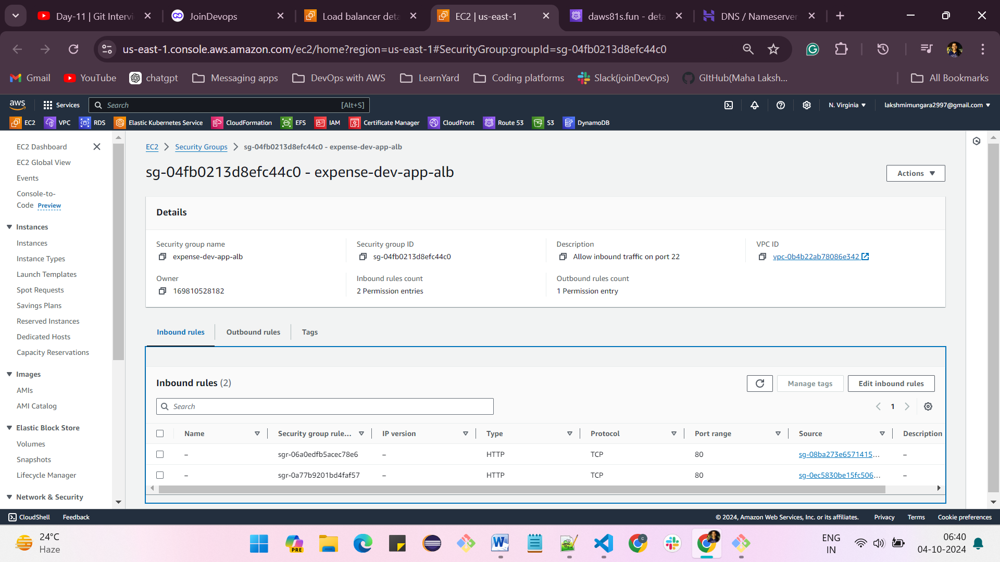 Day-11 | Git Intervi
JoinDevops
Load balancer deta
EC2 | us-east-1
daws81s.fun - deta
DNS / Nameserver
us-east-1.console.aws.amazon.com/ec2/home?region=us-east-1#SecurityGroup:groupId=sg-04fb0213d8efc44c0
Gmail
YouTube
chatgpt
Messaging apps
DevOps with AWS
LearnYard
Coding platforms
Slack(joinDevOps)
GItHub(Maha Laksh...
All Bookmarks
aws
Services
Search
[Alt+S]
N. Virginia
lakshmimungara2997@gmail.com
EC2
VPC
RDS
Elastic Kubernetes Service
CloudFormation
EFS
IAM
Certificate Manager
CloudFront
Route 53
S3
DynamoDB
EC2 Dashboard
EC2 Global View
Events
Console-to-
Code Preview
Instances
Instances
Instance Types
Launch Templates
Spot Requests
Savings Plans
Reserved Instances
Dedicated Hosts
Capacity Reservations
Images
AMIs
AMI Catalog
Elastic Block Store
Volumes
Snapshots
Lifecycle Manager
Network & Security
EC2 > Security Groups > sg-04fb0213d8efc44c0 - expense-dev-app-alb
sg-04fb0213d8efc44c0 - expense-dev-app-alb
Actions
Details
Security group name
expense-dev-app-alb
Security group ID
sg-04fb0213d8efc44c0
Description
Allow inbound traffic on port 22
VPC ID
vpc-0b4b22ab78086e342
Owner
169810528182
Inbound rules count
2 Permission entries
Outbound rules count
1 Permission entry
Inbound rules
Outbound rules
Tags
Inbound rules (2)
Manage tags
Edit inbound rules
Search
1
Name Security group rule... IP version Type Protocol Port range Source Description
– sgr-06a0edfb5acec78e6 – HTTP TCP 80 sg-08ba273e6571415... –
– sgr-0a77b9201bd4faf57 – HTTP TCP 80 sg-0ec5830be15fc506... –
CloudShell
Feedback
© 2024, Amazon Web Services, Inc. or its affiliates.
Privacy
Terms
Cookie preferences
24°C
Haze
PRE
ENG
IN
06:40
04-10-2024